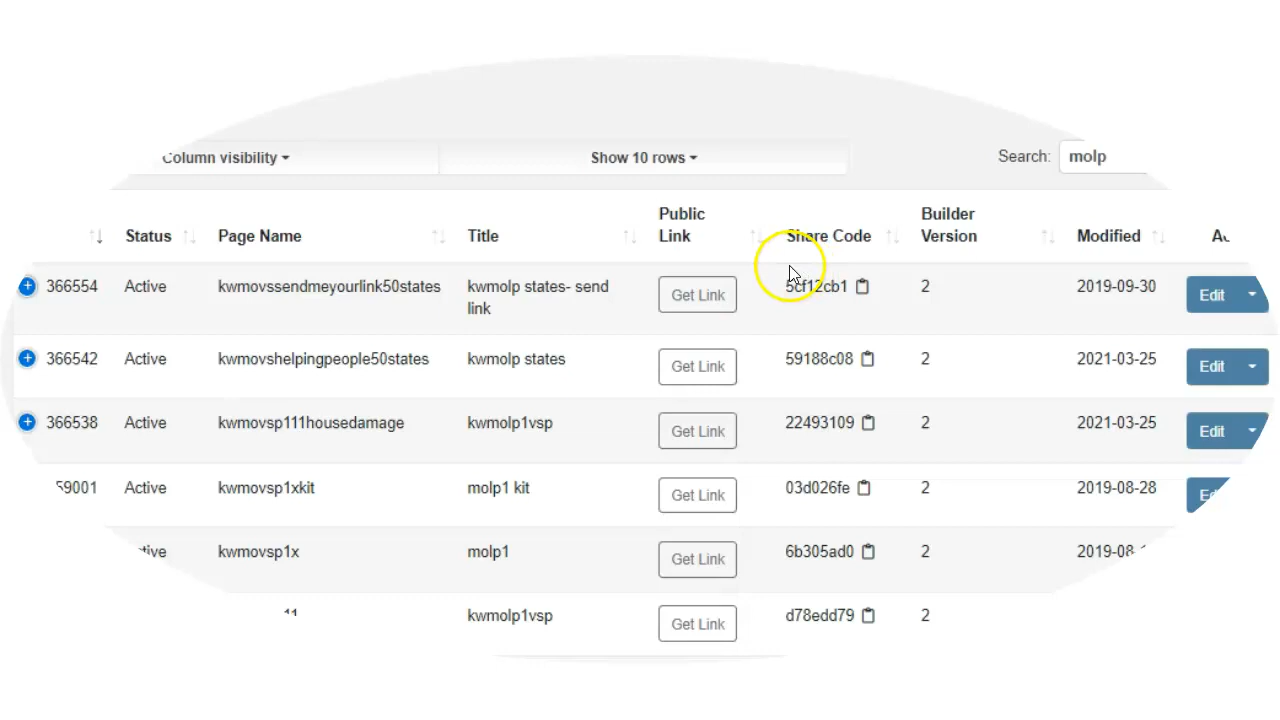 Column visibility
Show 10 rows
Search: molp
Status Page Name Title Public Link Share Code Builder Version Modified
366554 Active kwmovssendmeyourlink50states kwmolp states- send link Get Link 5cf12cb1 2 2019-09-30 Edit
366542 Active kwmovshelpingpeople50states kwmolp states Get Link 59188c08 2 2021-03-25 Edit
366538 Active kwmovsp111housedamage kwmolp1vsp Get Link 22493109 2 2021-03-25 Edit
59001 Active kwmovsp1xkit molp1 kit Get Link 03d026fe 2 2019-08-28
kwmovsp1x molp1 Get Link 6b305ad0 2 2019-08-
kwmolp1vsp Get Link d78edd79 2